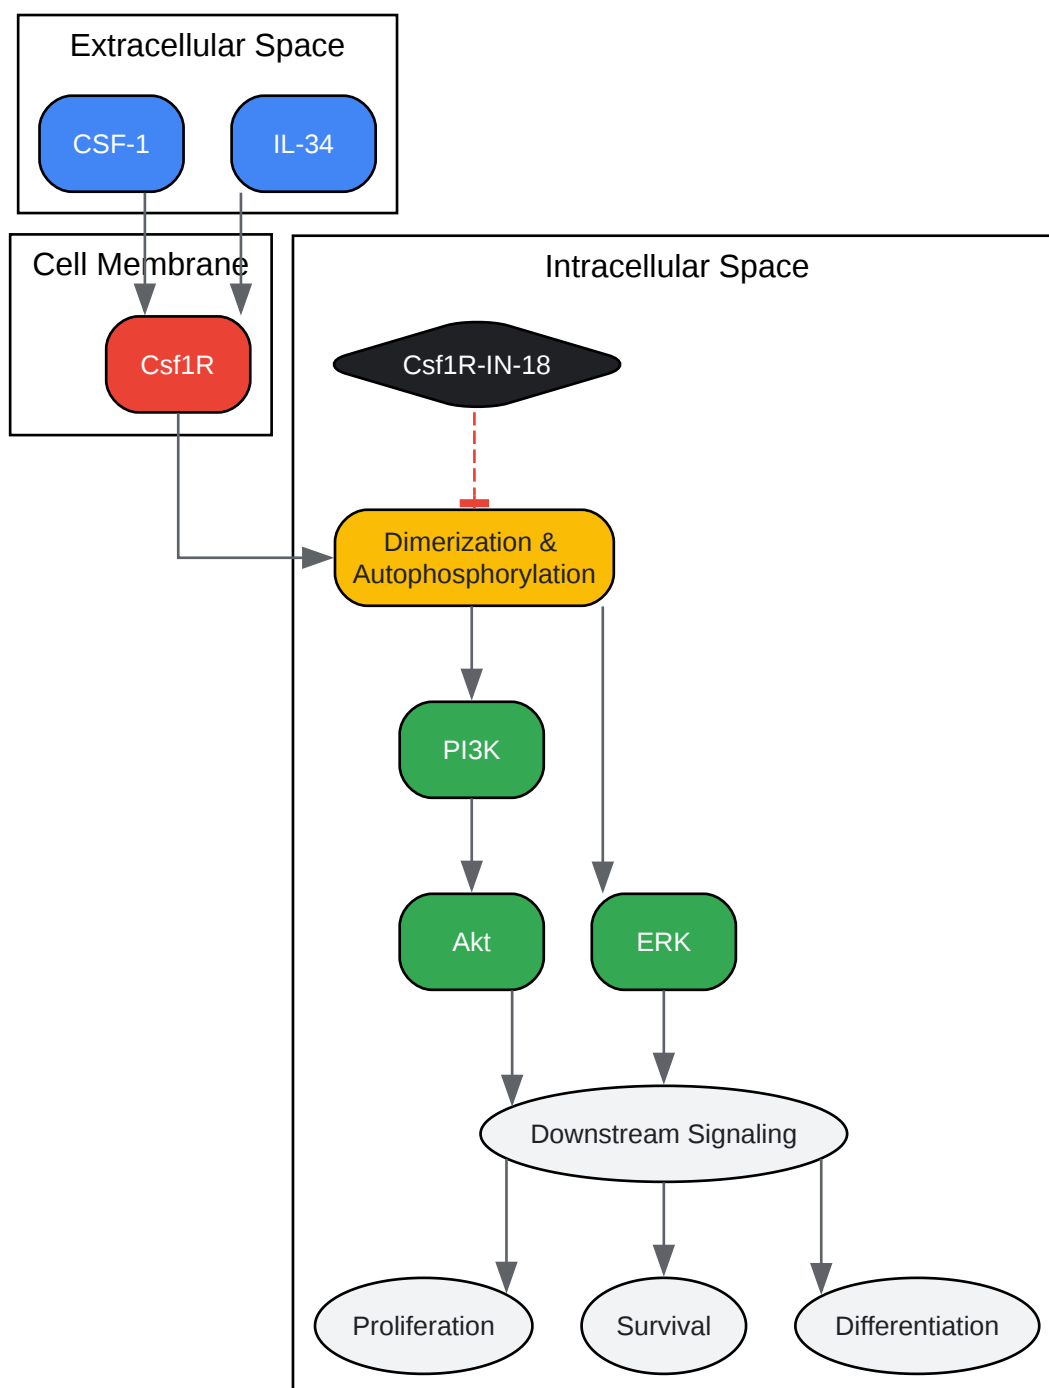 Extracellular Space
CSF-1
IL-34
Cell Membrane
Csf1R
Intracellular Space
Csf1R-IN-18
Dimerization &
Autophosphorylation
PI3K
Akt
ERK
Downstream Signaling
Proliferation
Survival
Differentiation